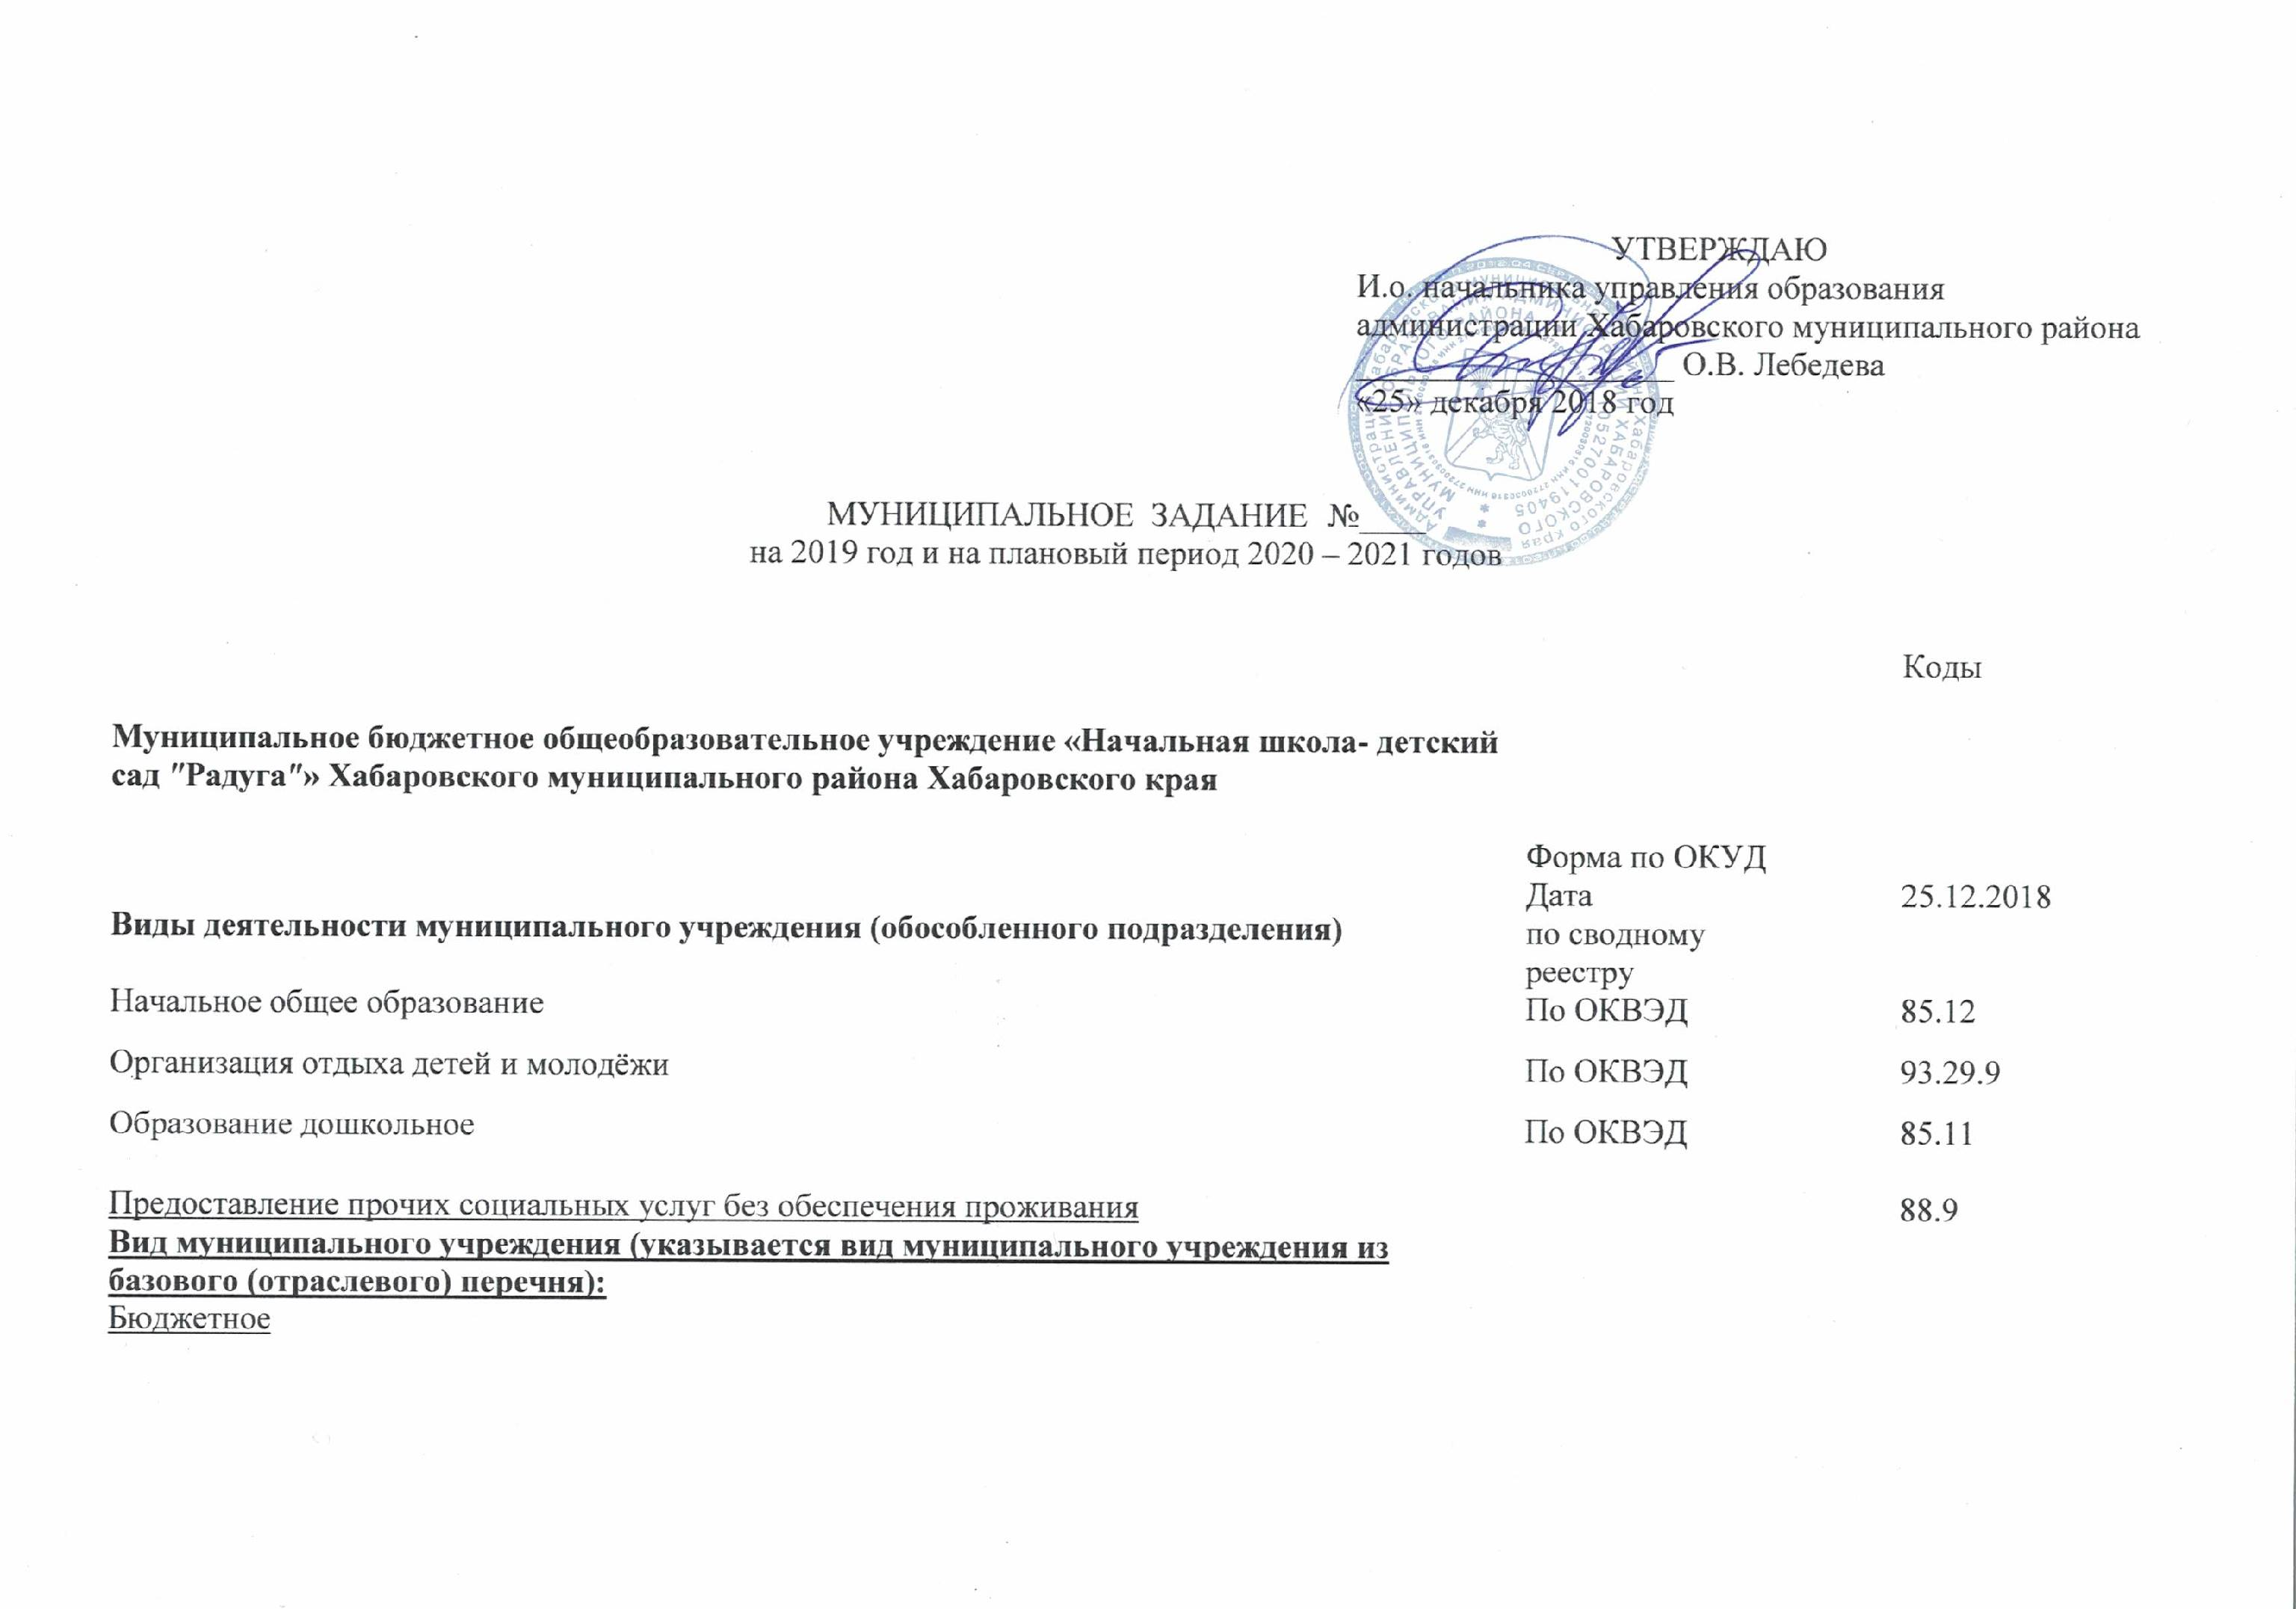 УТВЕРЖДАЮ
И.о. начальника управления образования
администрации Хабаровского муниципального района
О.В. Лебедева
«25» декабря 2018 год
МУНИЦИПАЛЬНОЕ ЗАДАНИЕ №____
на 2019 год и на плановый период 2020 – 2021 годов
Коды
Муниципальное бюджетное общеобразовательное учреждение «Начальная школа- детский
сад "Радуга"» Хабаровского муниципального района Хабаровского края
Форма по ОКУД
Дата 25.12.2018
Виды деятельности муниципального учреждения (обособленного подразделения)
по сводному
реестру
Начальное общее образование По ОКВЭД 85.12
Организация отдыха детей и молодёжи По ОКВЭД 93.29.9
Образование дошкольное По ОКВЭД 85.11
Предоставление прочих социальных услуг без обеспечения проживания 88.9
Вид муниципального учреждения (указывается вид муниципального учреждения из
базового (отраслевого) перечня):
Бюджетное